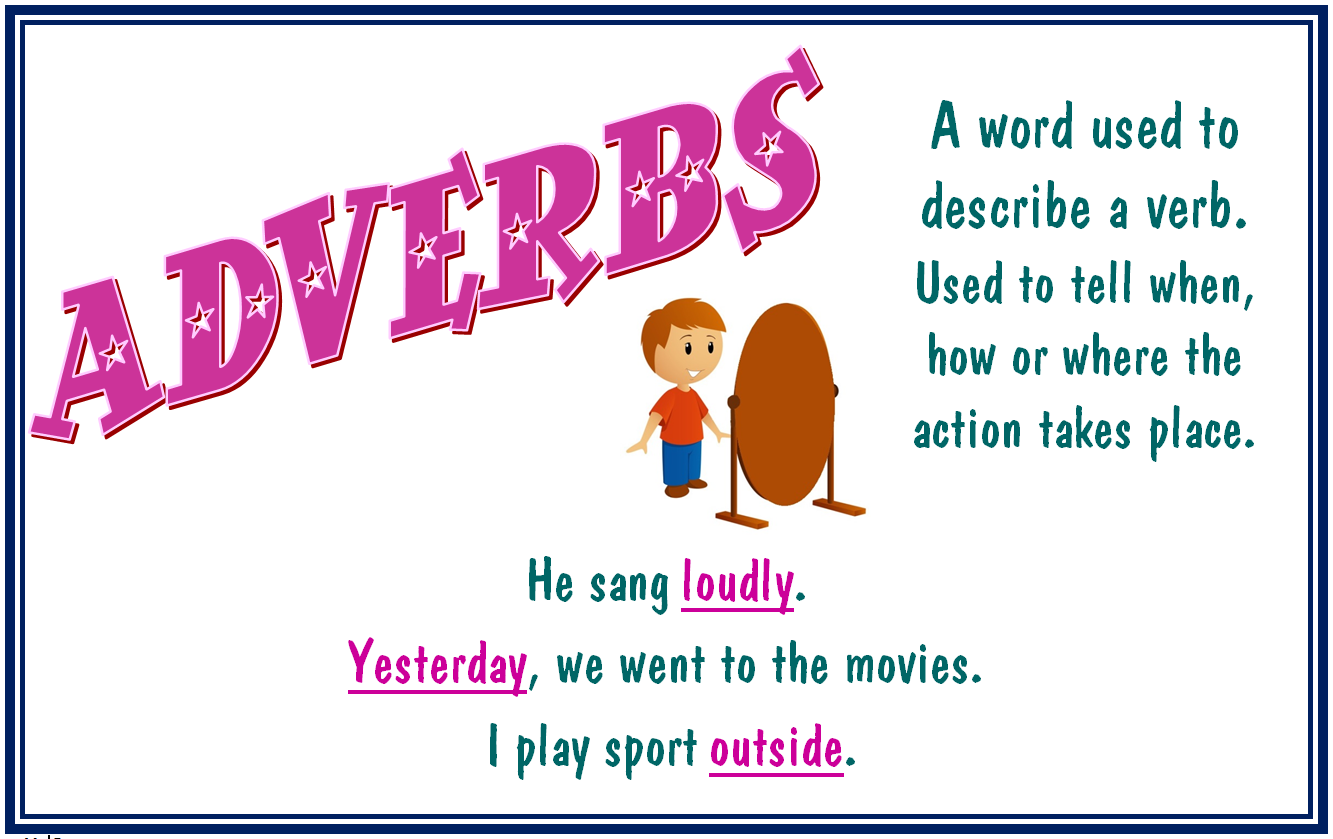 ADVERBS
A word used to
describe a verb.
Used to tell when,
how or where the
action takes place.
He sang loudly.
Yesterday, we went to the movies.
I play sport outside.